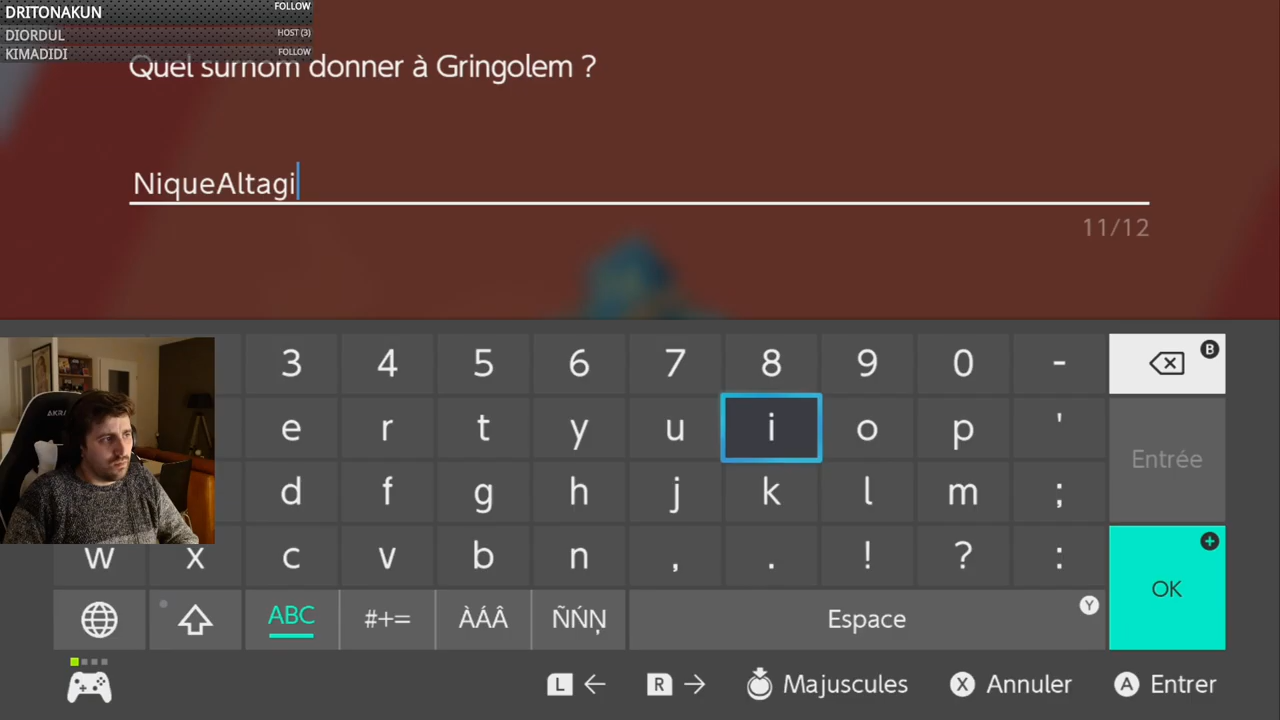 DRITONAKUN FOLLOW
DIORDUL HOST (3)
KIMADIDI FOLLOW
Quel surnom donner à Gringolem ?
NiqueAltagi
11/12
3 4 5 6 7 8 9 0 -
B
e r t y u i o p '
Entrée
AKRA
d f g h j k l m ;
w x c v b n , . ! ? :
+
OK
ABC #+= ÀÁÂ ÑŃŅ Espace Y
L ← R → Majuscules X Annuler A Entrer